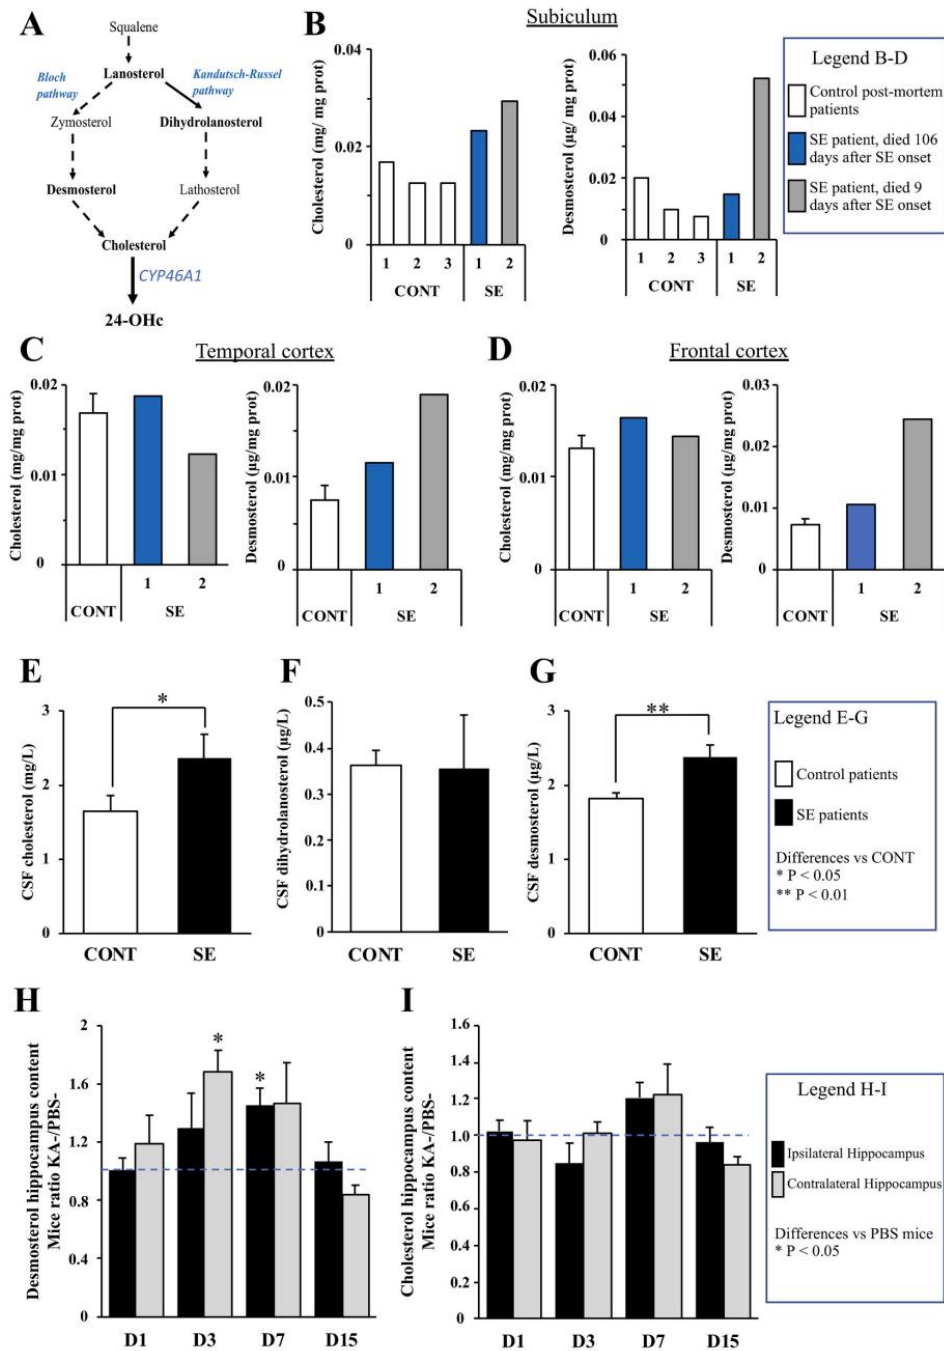 A
Squalene
Bloch
pathway
Lanosterol
Kandutsch-Russel
pathway
Zymosterol
Dihydrolanosterol
Desmosterol
Lathosterol
Cholesterol
CYP46A1
24-OHc
B
Subiculum
Cholesterol (mg/ mg prot)
0.04
0.02
0
1 2 3 1 2
CONT SE
Desmosterol (µg/ mg prot)
0.06
0.04
0.02
0
1 2 3 1 2
CONT SE
Legend B-D
Control post-mortem
patients
SE patient, died 106
days after SE onset
SE patient, died 9
days after SE onset
C
Temporal cortex
Cholesterol (mg/mg prot)
0.02
0.01
0
1 2
CONT SE
Desmosterol (µg/mg prot)
0.02
0.01
0
1 2
CONT SE
D
Frontal cortex
Cholesterol (mg/mg prot)
0.02
0.01
0
1 2
CONT SE
Desmosterol (µg/mg prot)
0.03
0.02
0.01
0
1 2
CONT SE
E
CSF cholesterol (mg/L)
3
2
1
0
*
CONT SE
F
CSF dihydrolanosterol (µg/L)
0.5
0.4
0.3
0.2
0.1
0
CONT SE
G
CSF desmosterol (µg/L)
3
2
1
0
**
CONT SE
Legend E-G
Control patients
SE patients
Differences vs CONT
* P < 0.05
** P < 0.01
H
Desmosterol hippocampus content
Mice ratio KA-/PBS-
2
1.6
1.2
0.8
0.4
0
*
*
D1 D3 D7 D15
I
Cholesterol hippocampus content
Mice ratio KA-/PBS-
1.6
1.4
1.2
1.0
0.8
0.6
0.4
0.2
0
D1 D3 D7 D15
Legend H-I
Ipsilateral Hippocampus
Contralateral Hippocampus
Differences vs PBS mice
* P < 0.05